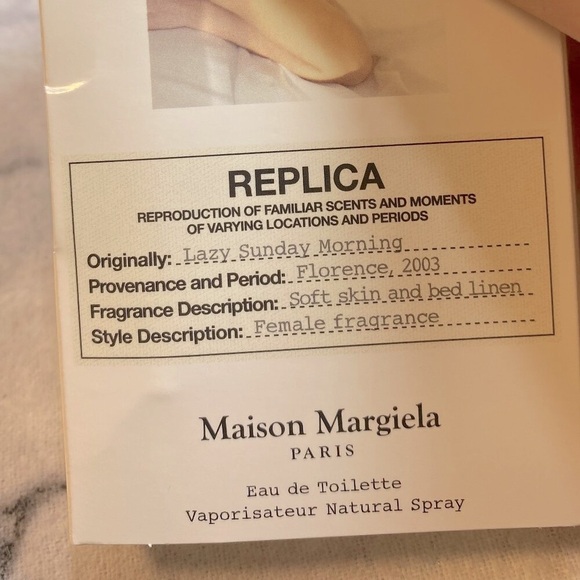 REPLICA
REPRODUCTION OF FAMILIAR SCENTS AND MOMENTS
OF VARYING LOCATIONS AND PERIODS
Originally: Lazy Sunday Morning
Provenance and Period: Florence, 2003
Fragrance Description: Soft skin and bed linen
Style Description: Female fragrance
Maison Margiela
PARIS
Eau de Toilette
Vaporisateur Natural Spray